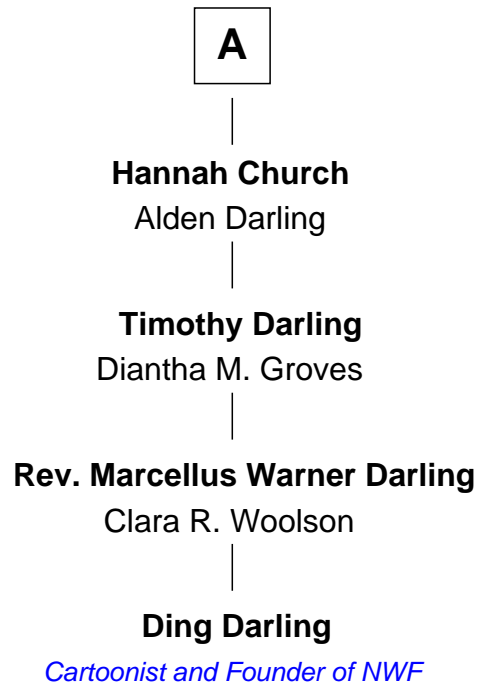 A
Hannah Church
Alden Darling
Timothy Darling
Diantha M. Groves
Rev. Marcellus Warner Darling
Clara R. Woolson
Ding Darling
Cartoonist and Founder of NWF